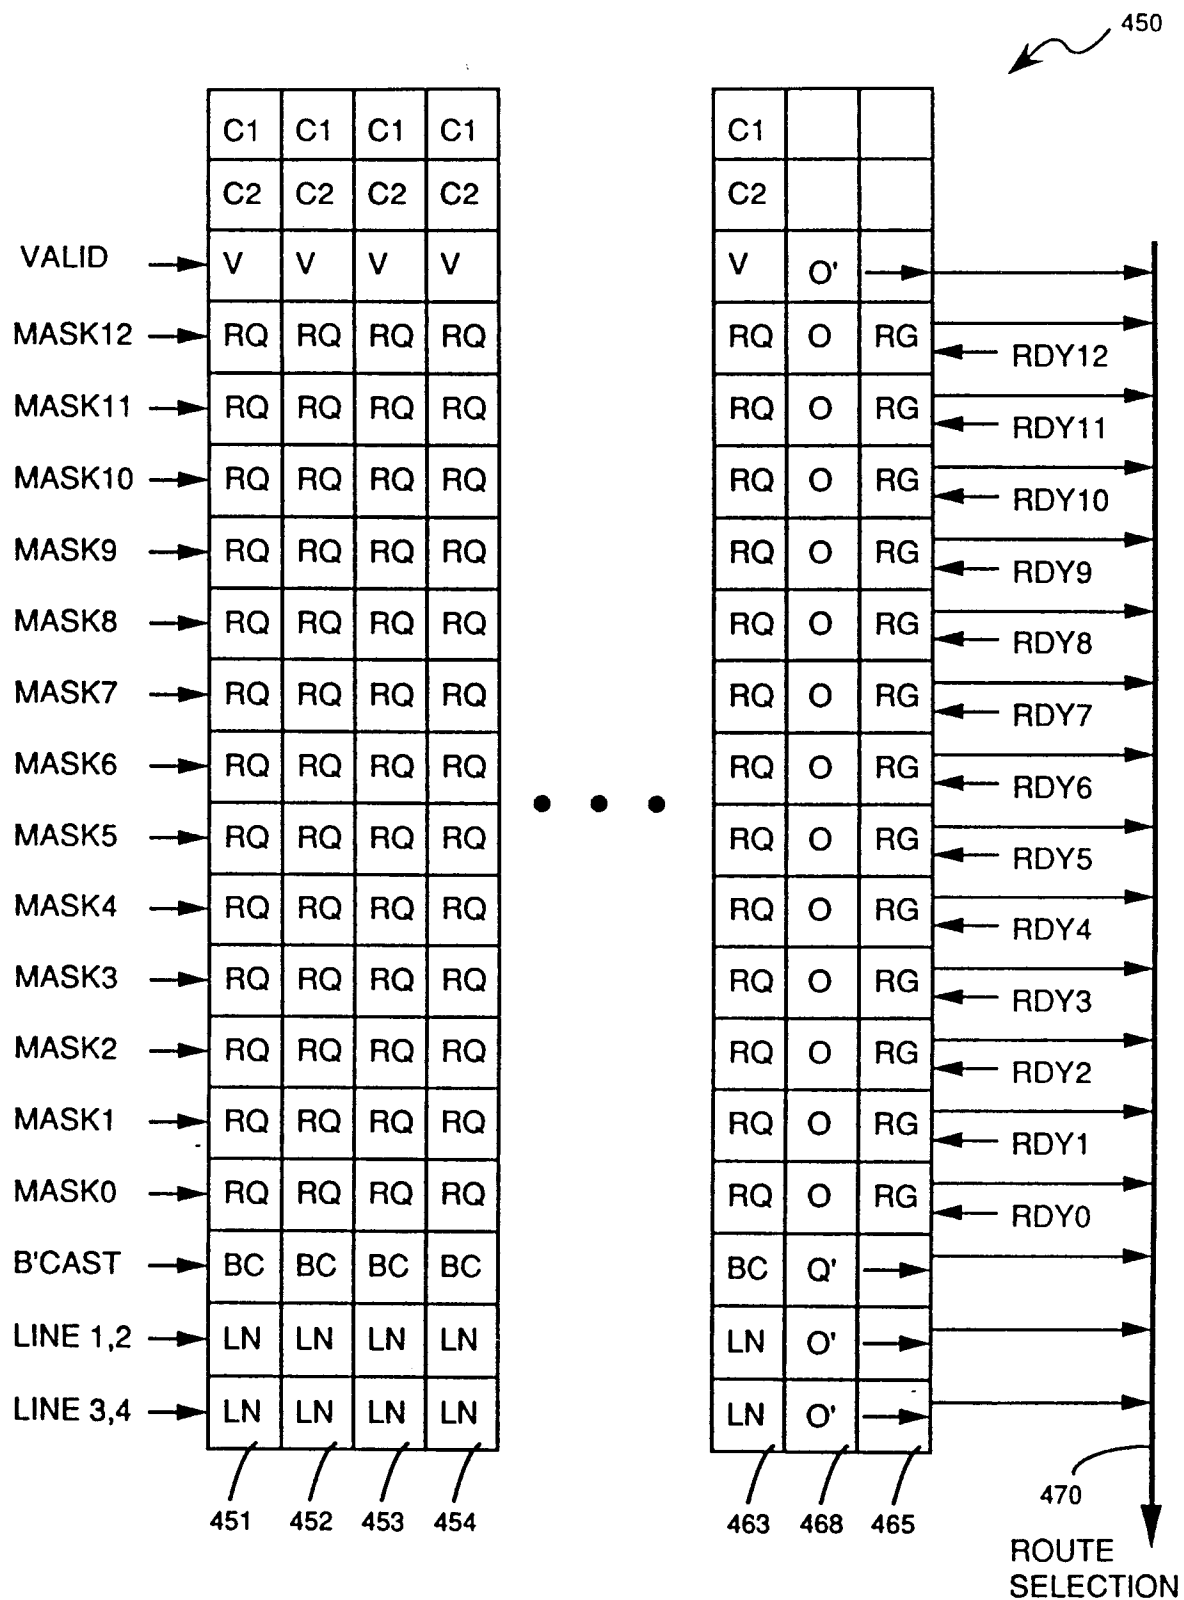 450
C1 C1 C1 C1 C1
C2 C2 C2 C2 C2
VALID V V V V V O'
MASK12 RQ RQ RQ RQ RQ O RG RDY12
MASK11 RQ RQ RQ RQ RQ O RG RDY11
MASK10 RQ RQ RQ RQ RQ O RG RDY10
MASK9 RQ RQ RQ RQ RQ O RG RDY9
MASK8 RQ RQ RQ RQ RQ O RG RDY8
MASK7 RQ RQ RQ RQ RQ O RG RDY7
MASK6 RQ RQ RQ RQ RQ O RG RDY6
MASK5 RQ RQ RQ RQ RQ O RG RDY5
MASK4 RQ RQ RQ RQ RQ O RG RDY4
MASK3 RQ RQ RQ RQ RQ O RG RDY3
MASK2 RQ RQ RQ RQ RQ O RG RDY2
MASK1 RQ RQ RQ RQ RQ O RG RDY1
MASK0 RQ RQ RQ RQ RQ O RG RDY0
B'CAST BC BC BC BC BC Q'
LINE 1,2 LN LN LN LN LN O'
LINE 3,4 LN LN LN LN LN O'
451 452 453 454 463 468 465 470
ROUTE
SELECTION